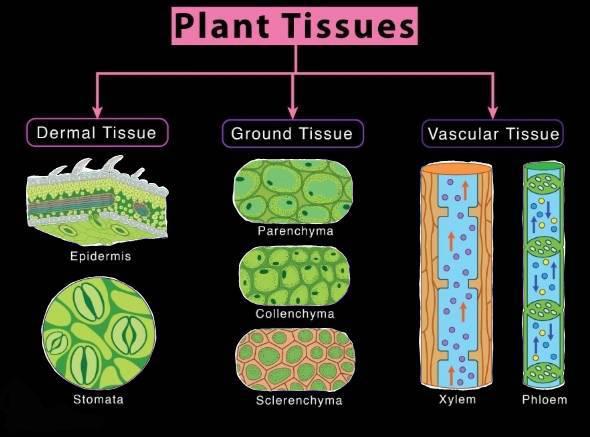 Plant Tissues
Dermal Tissue
Ground Tissue
Vascular Tissue
Epidermis
Stomata
Parenchyma
Collenchyma
Sclerenchyma
Xylem
Phloem